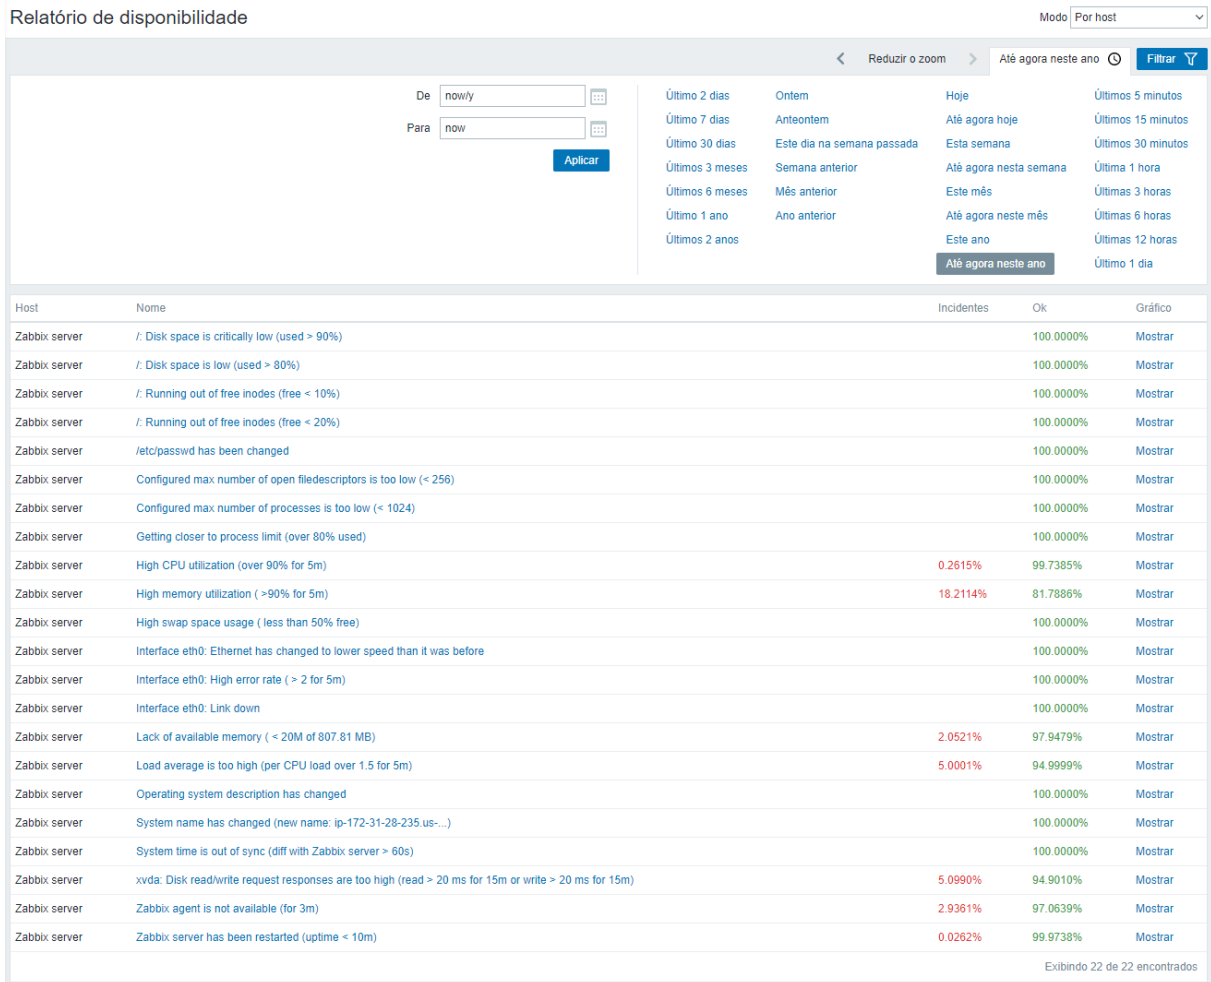 Relatório de disponibilidade
Modo Por host
Reduzir o zoom Até agora neste ano Filtrar
De now/y
Para now
Aplicar
Último 2 dias Ontem Hoje Últimos 5 minutos
Último 7 dias Anteontem Até agora hoje Últimos 15 minutos
Último 30 dias Este dia na semana passada Esta semana Últimos 30 minutos
Últimos 3 meses Semana anterior Até agora nesta semana Última 1 hora
Últimos 6 meses Mês anterior Este mês Últimas 3 horas
Último 1 ano Ano anterior Até agora neste mês Últimas 6 horas
Últimos 2 anos Este ano Últimas 12 horas
Até agora neste ano Último 1 dia
Host Nome Incidentes Ok Gráfico
Zabbix server /: Disk space is critically low (used > 90%) 100.0000% Mostrar
Zabbix server /: Disk space is low (used > 80%) 100.0000% Mostrar
Zabbix server /: Running out of free inodes (free < 10%) 100.0000% Mostrar
Zabbix server /: Running out of free inodes (free < 20%) 100.0000% Mostrar
Zabbix server /etc/passwd has been changed 100.0000% Mostrar
Zabbix server Configured max number of open filedescriptors is too low (< 256) 100.0000% Mostrar
Zabbix server Configured max number of processes is too low (< 1024) 100.0000% Mostrar
Zabbix server Getting closer to process limit (over 80% used) 100.0000% Mostrar
Zabbix server High CPU utilization (over 90% for 5m) 0.2615% 99.7385% Mostrar
Zabbix server High memory utilization ( >90% for 5m) 18.2114% 81.7886% Mostrar
Zabbix server High swap space usage ( less than 50% free) 100.0000% Mostrar
Zabbix server Interface eth0: Ethernet has changed to lower speed than it was before 100.0000% Mostrar
Zabbix server Interface eth0: High error rate ( > 2 for 5m) 100.0000% Mostrar
Zabbix server Interface eth0: Link down 100.0000% Mostrar
Zabbix server Lack of available memory ( < 20M of 807.81 MB) 2.0521% 97.9479% Mostrar
Zabbix server Load average is too high (per CPU load over 1.5 for 5m) 5.0001% 94.9999% Mostrar
Zabbix server Operating system description has changed 100.0000% Mostrar
Zabbix server System name has changed (new name: ip-172-31-28-235.us-...) 100.0000% Mostrar
Zabbix server System time is out of sync (diff with Zabbix server > 60s) 100.0000% Mostrar
Zabbix server xvda: Disk read/write request responses are too high (read > 20 ms for 15m or write > 20 ms for 15m) 5.0990% 94.9010% Mostrar
Zabbix server Zabbix agent is not available (for 3m) 2.9361% 97.0639% Mostrar
Zabbix server Zabbix server has been restarted (uptime < 10m) 0.0262% 99.9738% Mostrar
Exibindo 22 de 22 encontrados